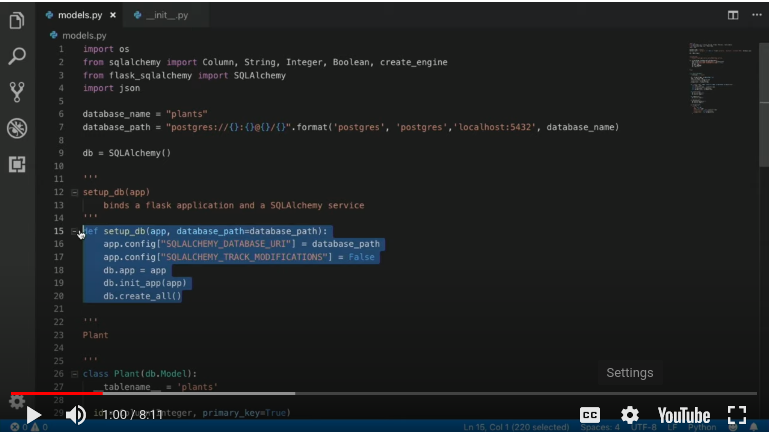 models.py × __init__.py
models.py
1 import os
2 from sqlalchemy import Column, String, Integer, Boolean, create_engine
3 from flask_sqlalchemy import SQLAlchemy
4 import json
5
6 database_name = "plants"
7 database_path = "postgres://{}:{}@{}/{}".format('postgres', 'postgres','localhost:5432', database_name)
8
9 db = SQLAlchemy()
10
11 '''
12 setup_db(app)
13 binds a flask application and a SQLAlchemy service
14 '''
15 def setup_db(app, database_path=database_path):
16 app.config["SQLALCHEMY_DATABASE_URI"] = database_path
17 app.config["SQLALCHEMY_TRACK_MODIFICATIONS"] = False
18 db.app = app
19 db.init_app(app)
20 db.create_all()
21
22 '''
23 Plant
24
25 '''
26 class Plant(db.Model):
27 __tablename__ = 'plants'
Settings
28
29 id = Column(Integer, primary_key=True)
1:00 / 8:11 CC YouTube
0 0 Ln 15, Col 1 (220 selected) Spaces: 4 UTF-8 LF Python